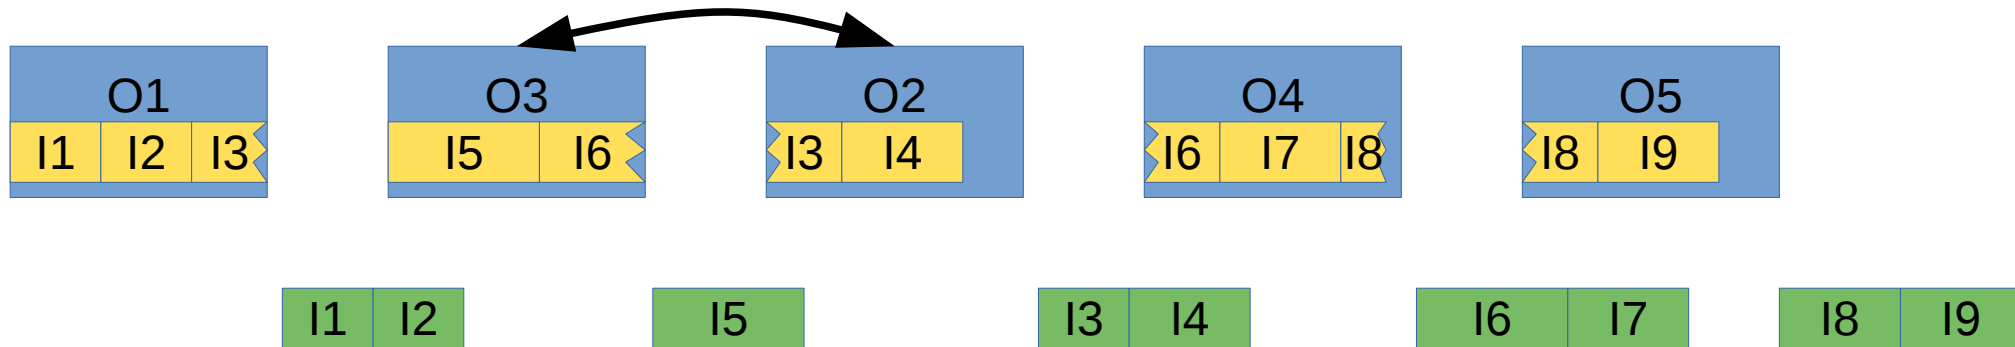 O1 O3 O2 O4 O5
I1 I2 I3 I5 I6 I3 I4 I6 I7 I8 I8 I9
I1 I2 I5 I3 I4 I6 I7 I8 I9